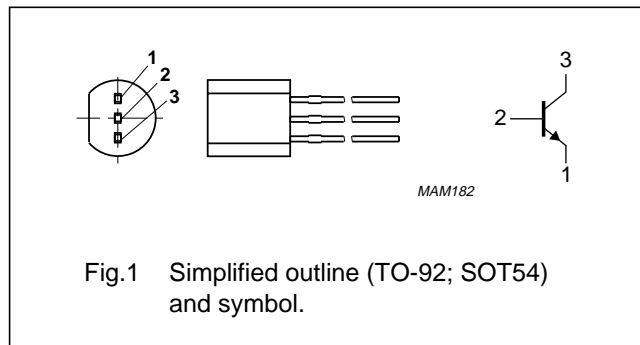 1
2
3
3
2
1
MAM182
Fig.1 Simplified outline (TO-92; SOT54)
and symbol.